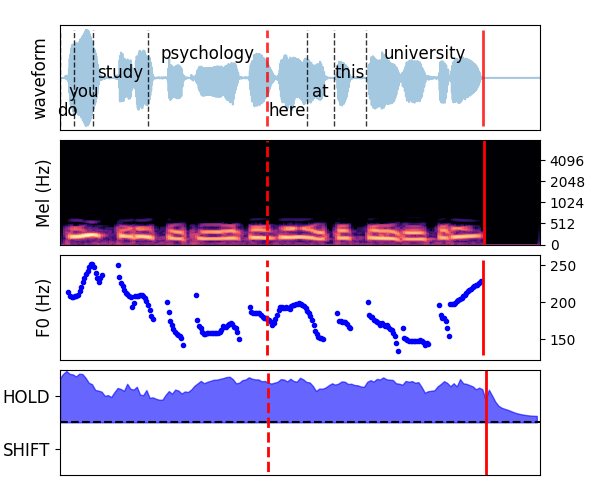 waveform
do
you
study
psychology
here
at
this
university
Mel (Hz)
4096
2048
1024
512
0
F0 (Hz)
250
200
150
HOLD
SHIFT